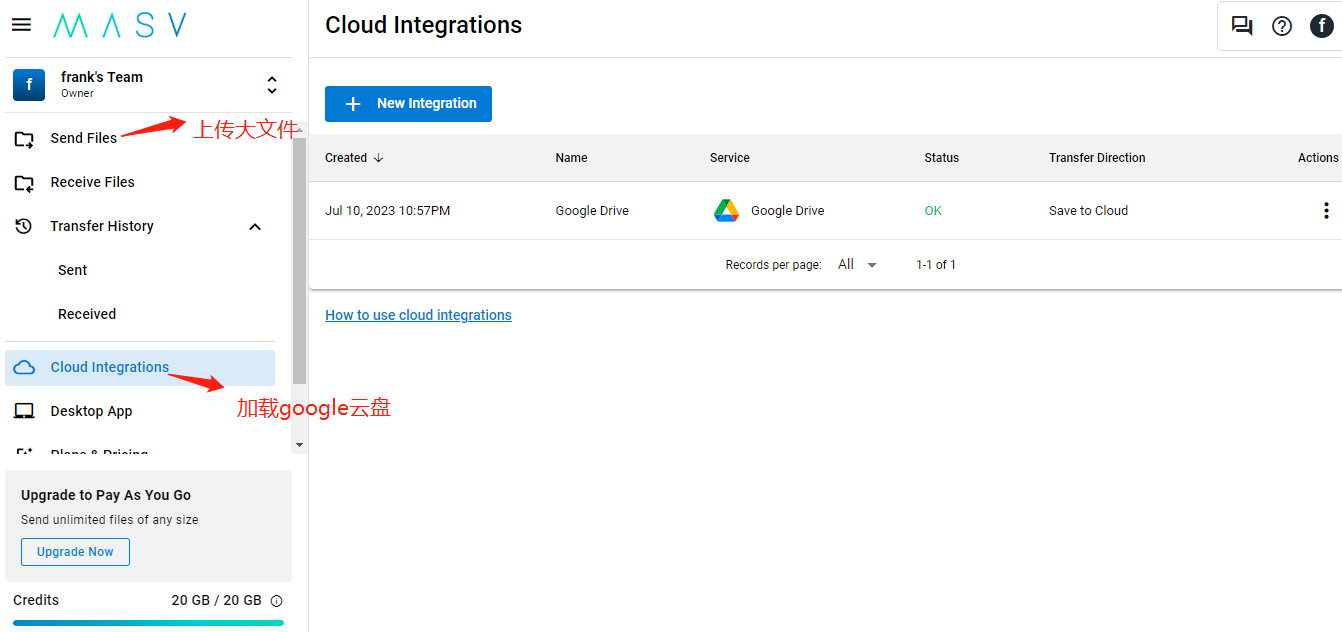 MASV
Cloud Integrations
f
f
frank's Team
Owner
Send Files
上传大文件
Receive Files
Transfer History
Sent
Received
Cloud Integrations
加载google云盘
Desktop App
Plans & Pricing
Upgrade to Pay As You Go
Send unlimited files of any size
Upgrade Now
Credits
20 GB / 20 GB
New Integration
Created
Name
Service
Status
Transfer Direction
Actions
Jul 10, 2023 10:57PM
Google Drive
Google Drive
OK
Save to Cloud
Records per page:
All
1-1 of 1
How to use cloud integrations